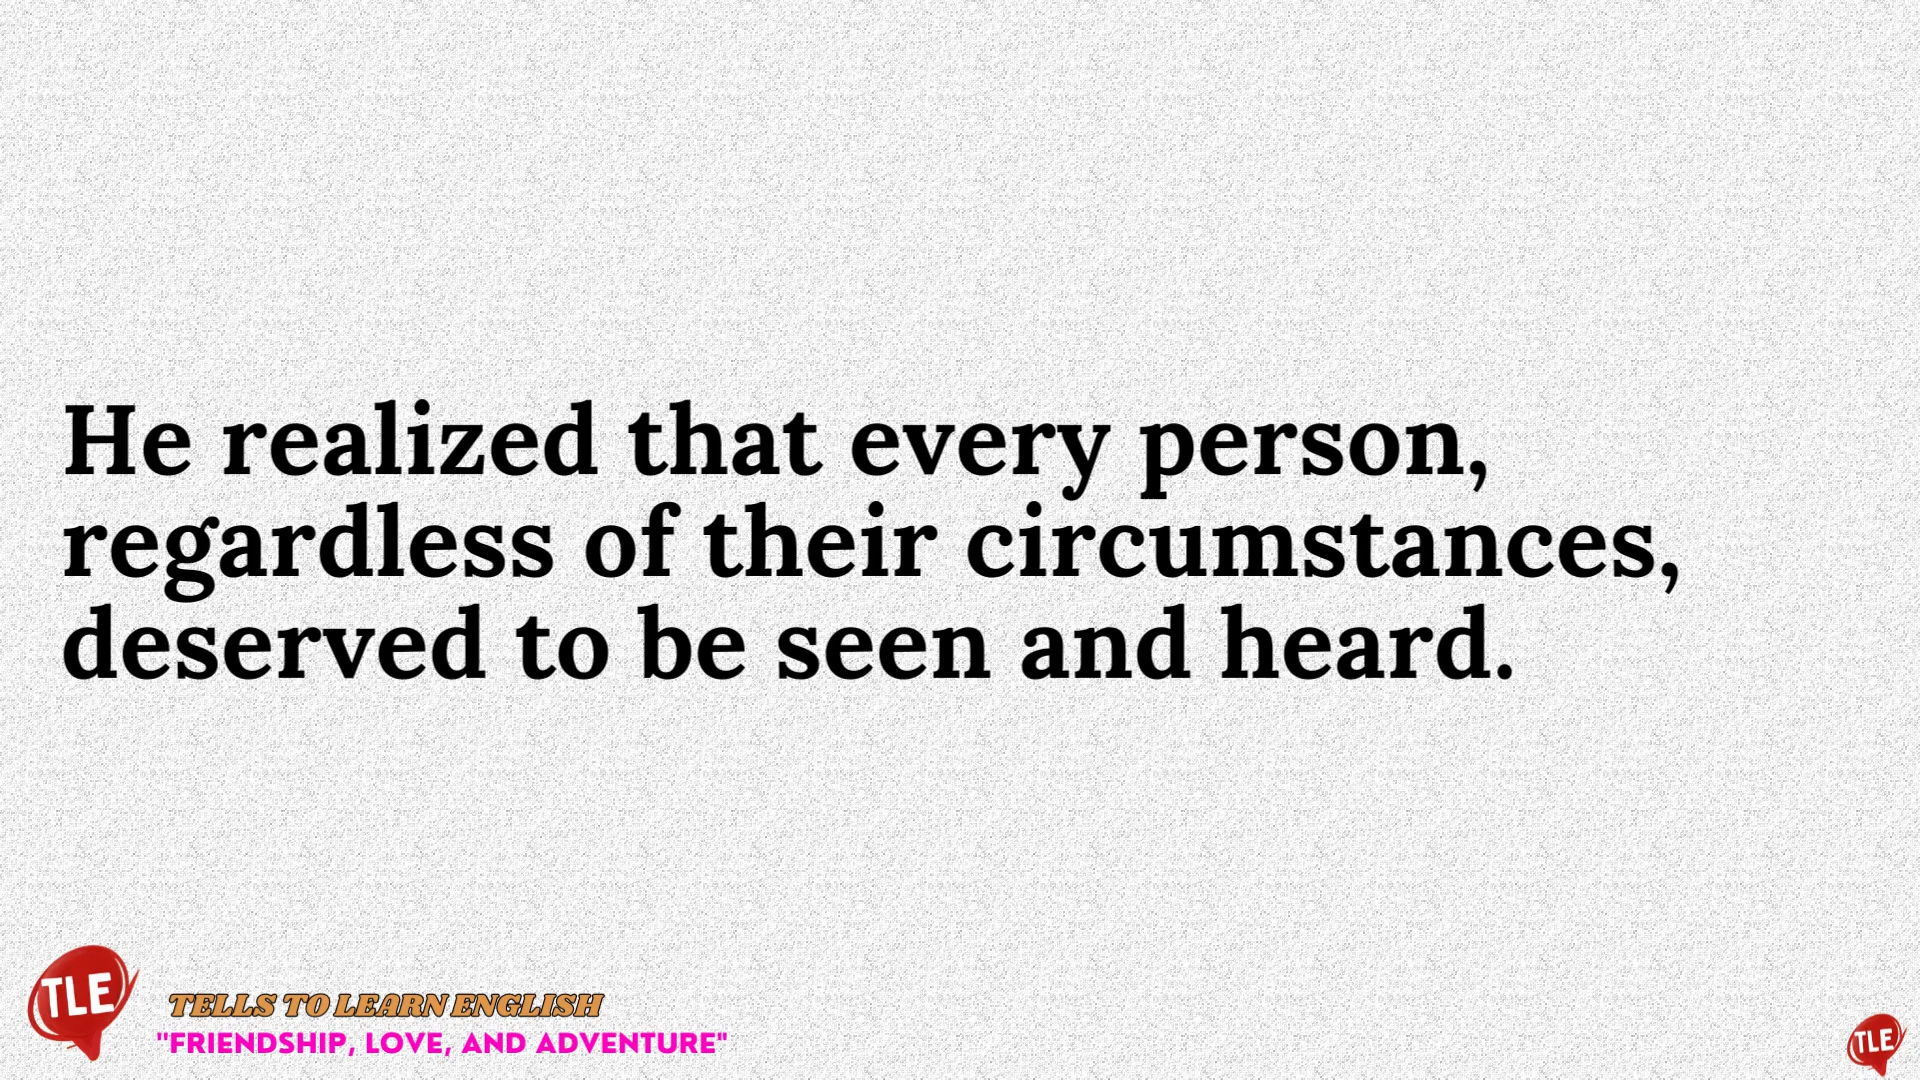 He realized that every person,
regardless of their circumstances,
deserved to be seen and heard.
TLE
TELLS TO LEARN ENGLISH
"FRIENDSHIP, LOVE, AND ADVENTURE"
TLE